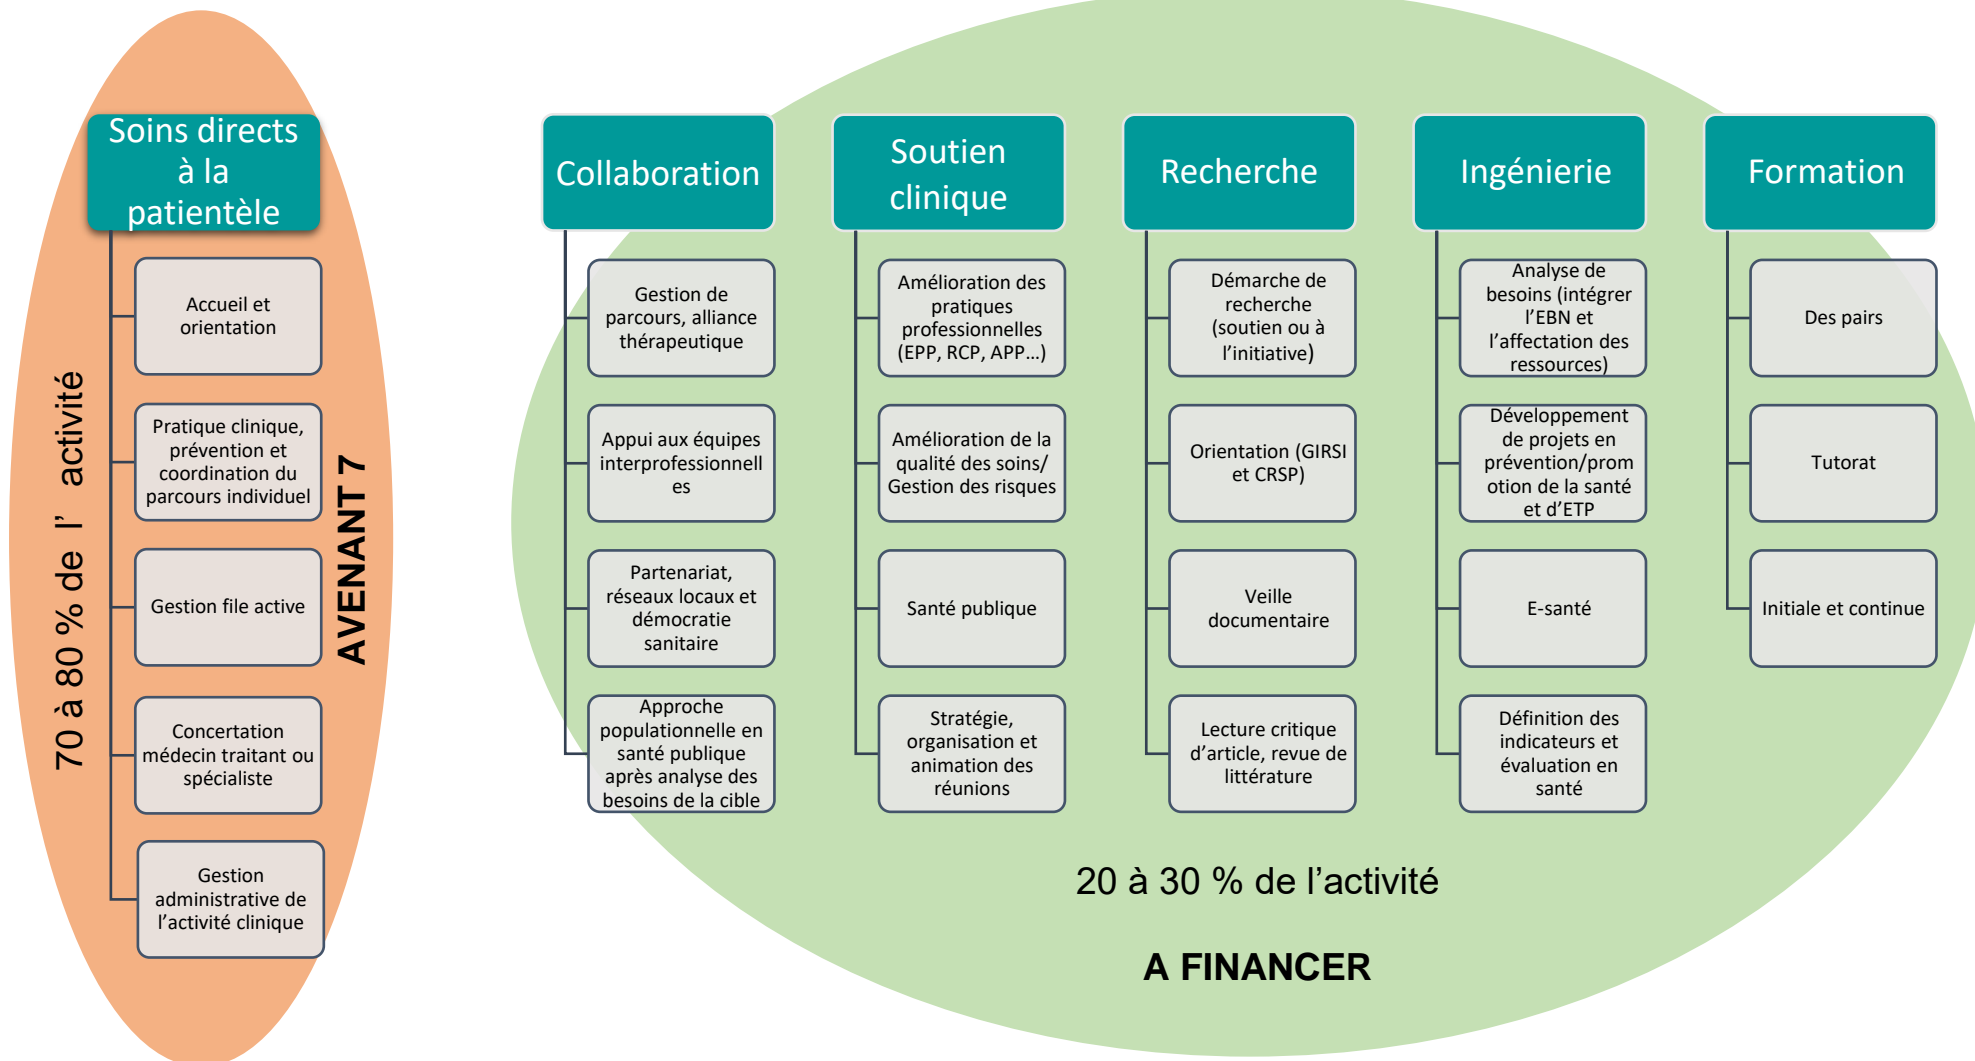 Soins directs
à la
patientèle
Accueil et
orientation
Pratique clinique,
prévention et
coordination du
parcours individuel
Gestion file active
Concertation
médecin traitant ou
spécialiste
Gestion
administrative de
l'activité clinique
70 à 80 % de l' activité
AVENANT 7
Collaboration
Gestion de
parcours, alliance
thérapeutique
Appui aux équipes
interprofessionnell
es
Partenariat,
réseaux locaux et
démocratie
sanitaire
Approche
populationnelle en
santé publique
après analyse des
besoins de la cible
Soutien
clinique
Amélioration des
pratiques
professionnelles
(EPP, RCP, APP...)
Amélioration de la
qualité des soins/
Gestion des risques
Santé publique
Stratégie,
organisation et
animation des
réunions
Recherche
Démarche de
recherche
(soutien ou à
l'initiative)
Orientation (GIRSI
et CRSP)
Veille
documentaire
Lecture critique
d'article, revue de
littérature
Ingénierie
Analyse de
besoins (intégrer
l'EBN et
l'affectation des
ressources)
Développement
de projets en
prévention/prom
otion de la santé
et d'ETP
E-santé
Définition des
indicateurs et
évaluation en
santé
Formation
Des pairs
Tutorat
Initiale et continue
20 à 30 % de l'activité
A FINANCER